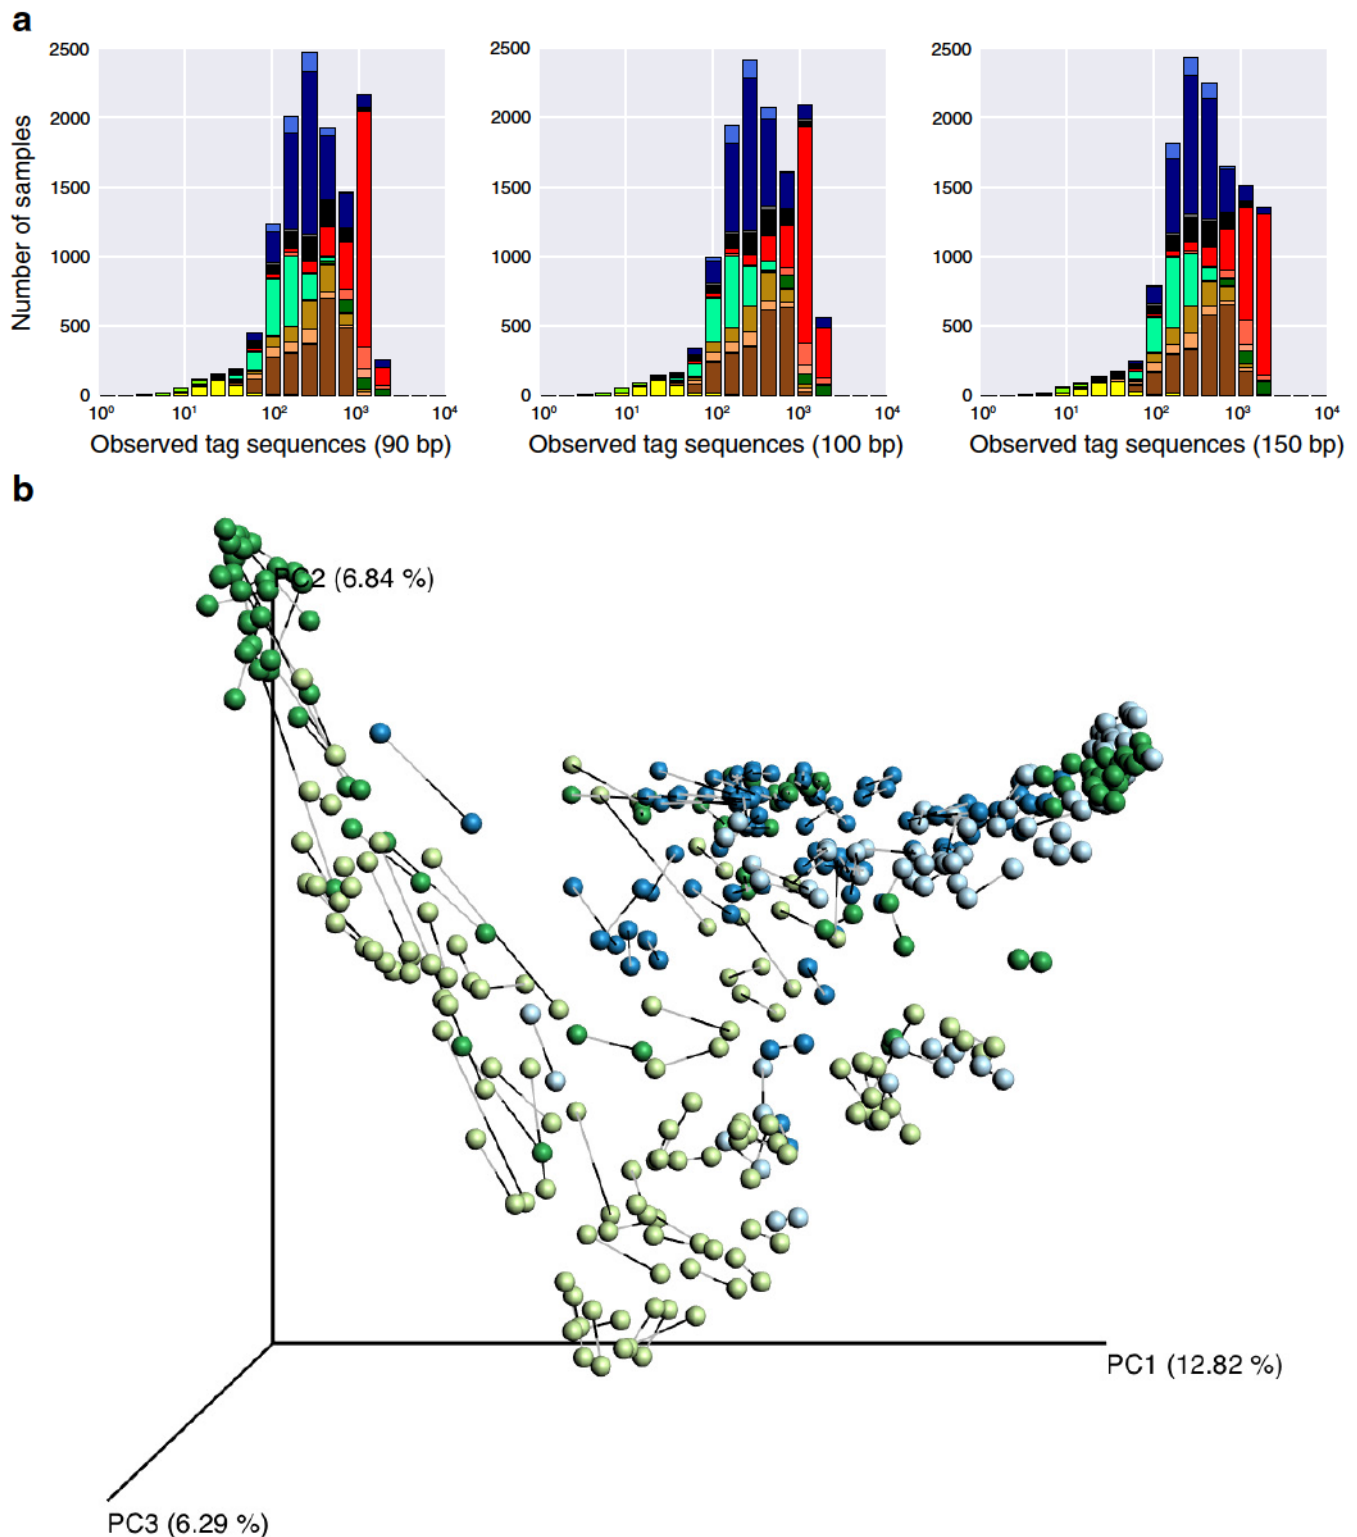 a
Number of samples
2500
2000
1500
1000
500
0
10⁰ 10¹ 10² 10³ 10⁴
Observed tag sequences (90 bp)
2500
2000
1500
1000
500
0
10⁰ 10¹ 10² 10³ 10⁴
Observed tag sequences (100 bp)
2500
2000
1500
1000
500
0
10⁰ 10¹ 10² 10³ 10⁴
Observed tag sequences (150 bp)
b
PC2 (6.84 %)
PC1 (12.82 %)
PC3 (6.29 %)